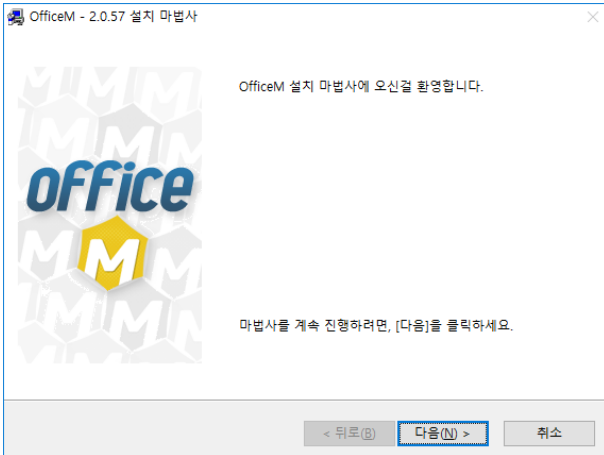 OfficeM - 2.0.57 설치 마법사
OfficeM 설치 마법사에 오신걸 환영합니다.
office
M
마법사를 계속 진행하려면, [다음]을 클릭하세요.
< 뒤로(B)
다음(N) >
취소